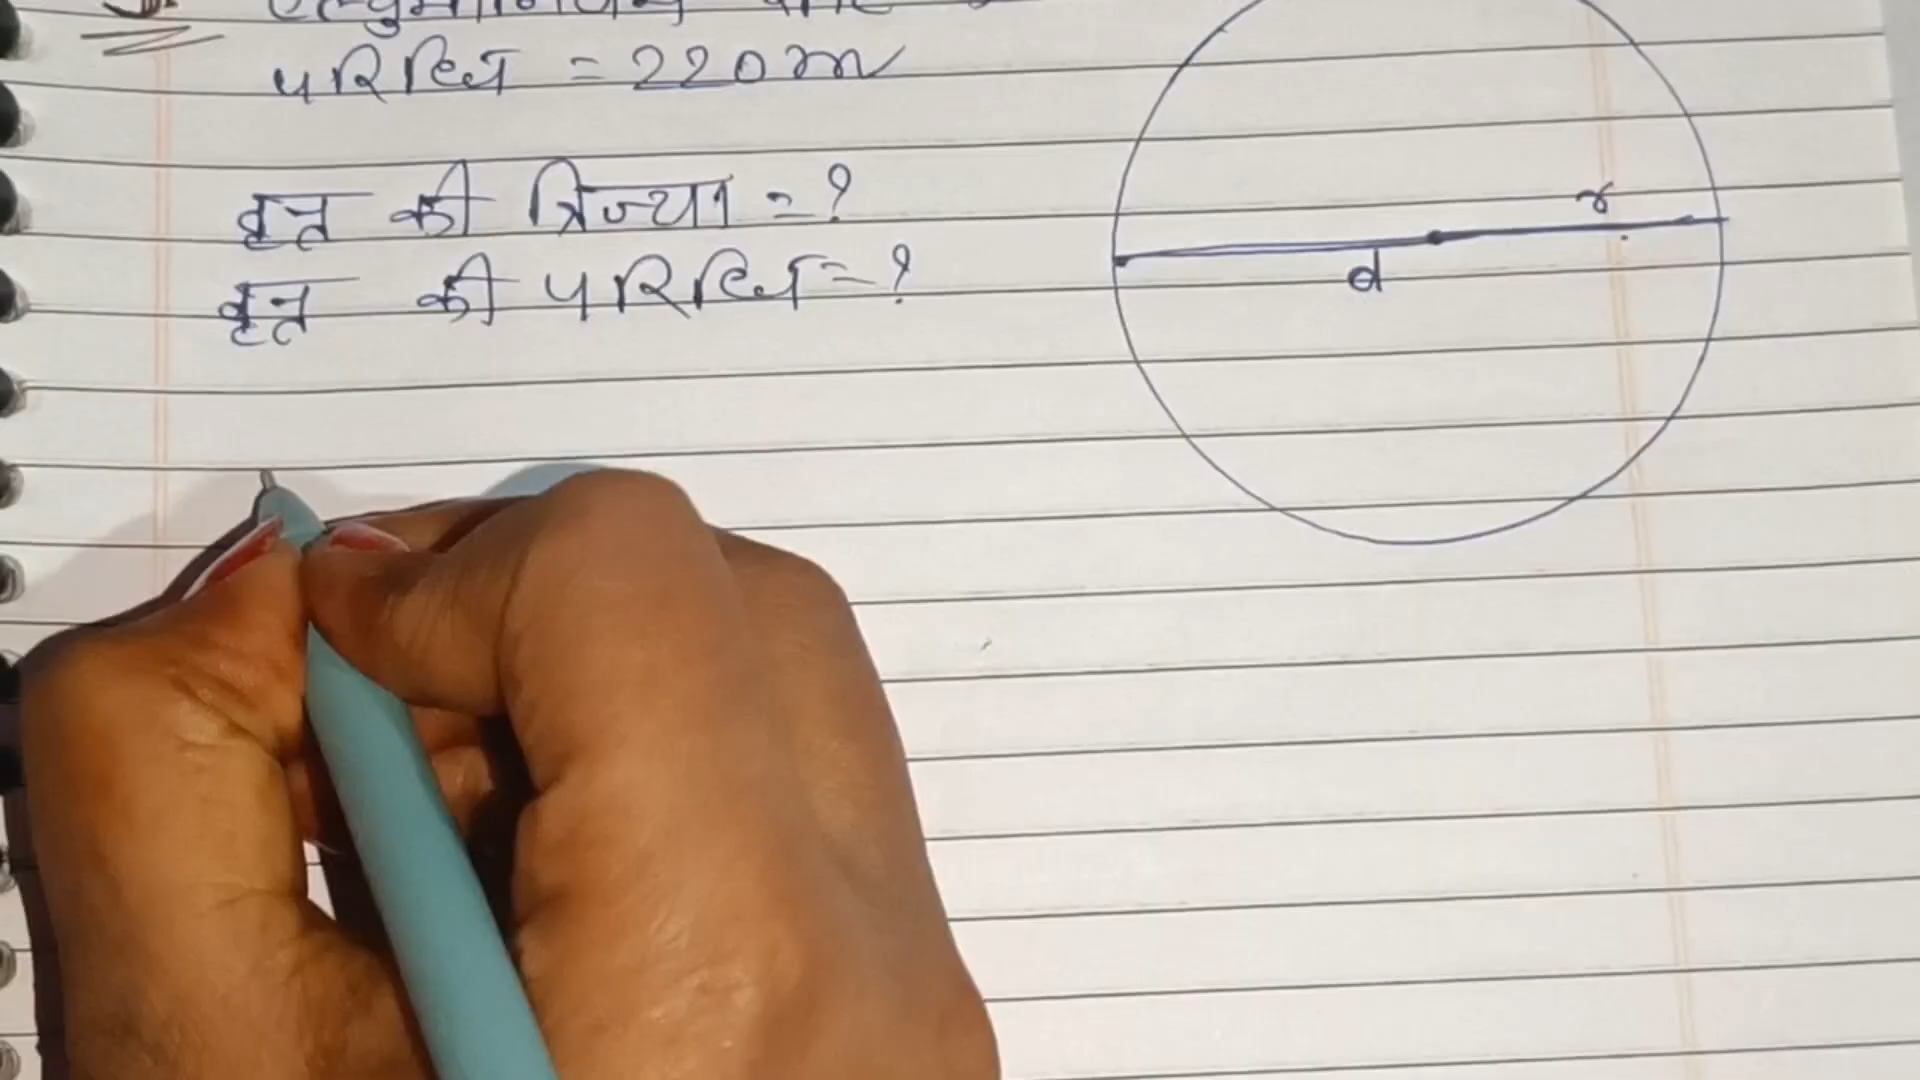 परिधि = 220 m
वृत्त की त्रिज्या = ?
वृत्त की परिधि = ?
r
d